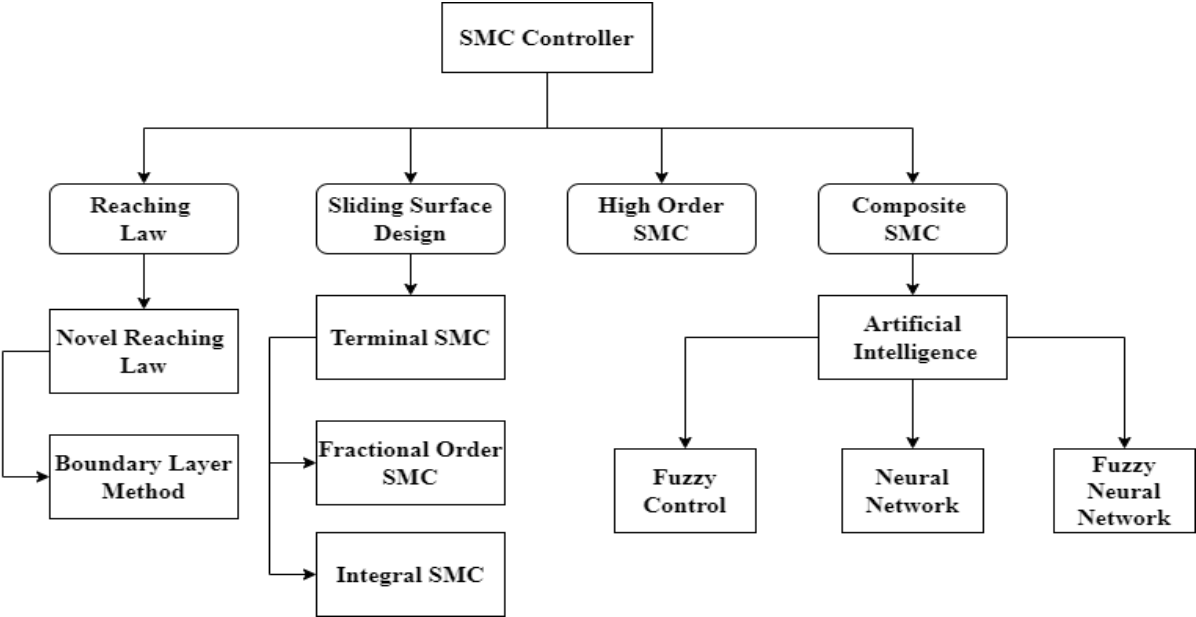 SMC Controller
Reaching
Law
Sliding Surface
Design
High Order
SMC
Composite
SMC
Novel Reaching
Law
Terminal SMC
Artificial
Intelligence
Boundary Layer
Method
Fractional Order
SMC
Integral SMC
Fuzzy
Control
Neural
Network
Fuzzy
Neural
Network